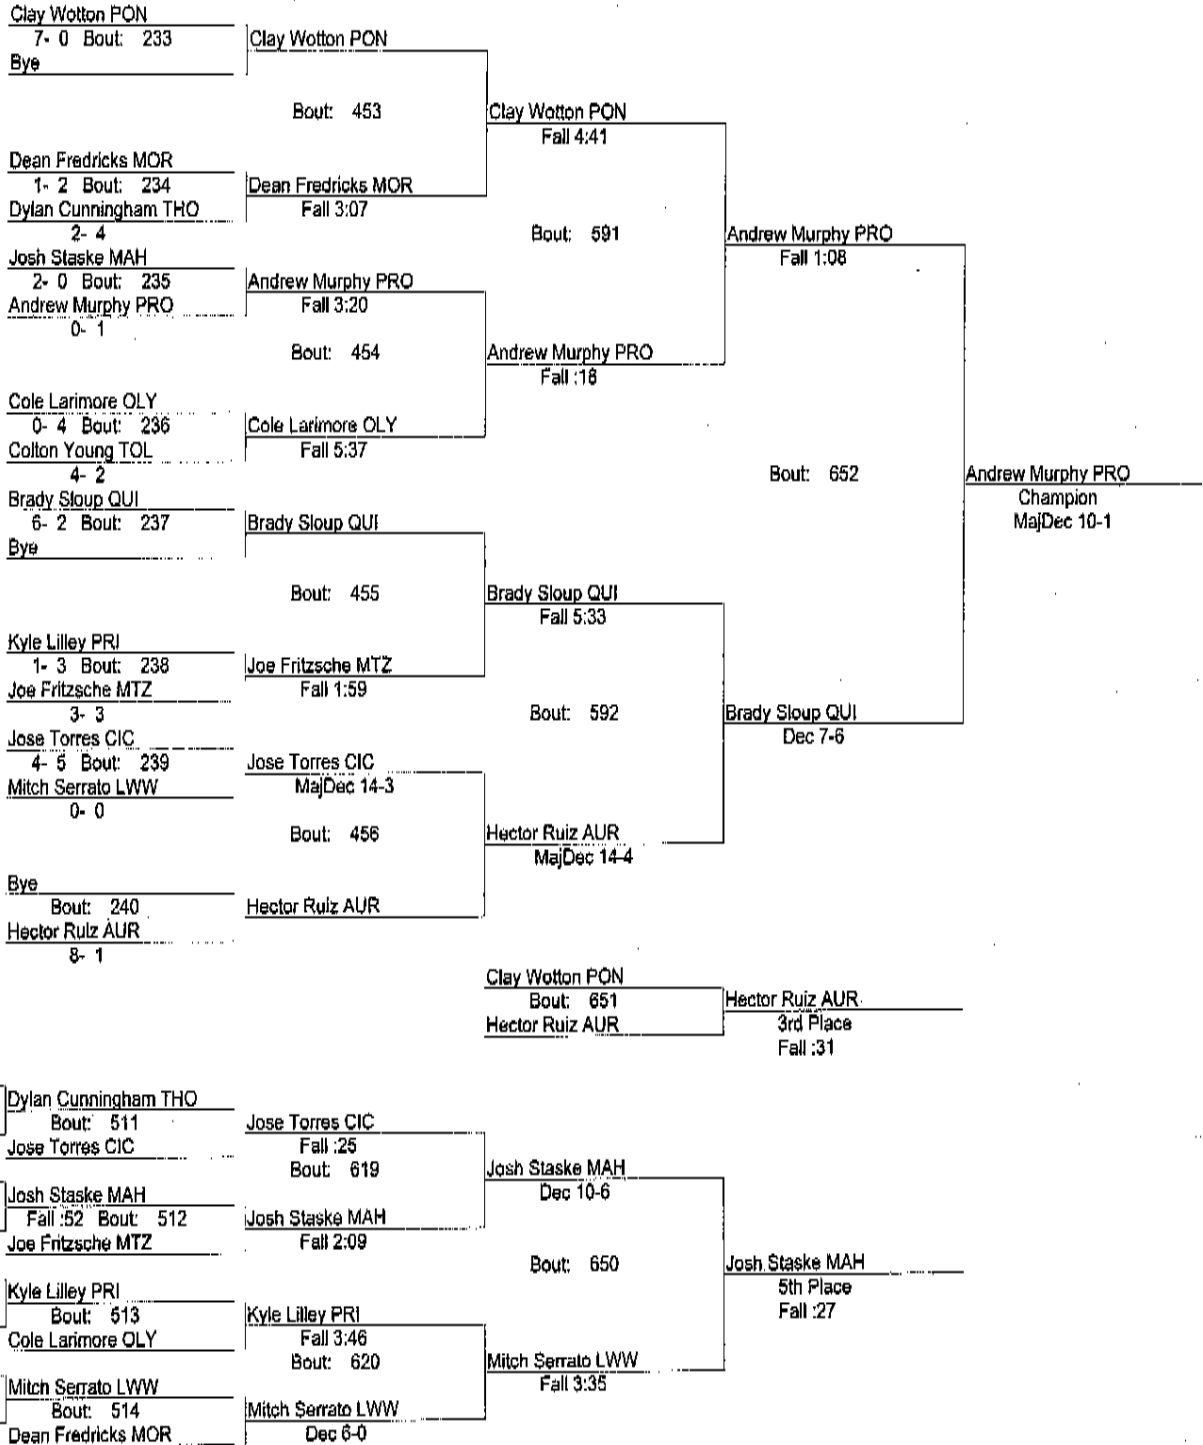 Clay Wotton PON
7- 0 Bout: 233
Clay Wotton PON
Bye
Bout: 453
Clay Wotton PON
Fall 4:41
Dean Fredricks MOR
1- 2 Bout: 234
Dean Fredricks MOR
Dylan Cunningham THO
Fall 3:07
2- 4
Bout: 591
Andrew Murphy PRO
Fall 1:08
Josh Staske MAH
2- 0 Bout: 235
Andrew Murphy PRO
Andrew Murphy PRO
Fall 3:20
0- 1
Bout: 454
Andrew Murphy PRO
Fall :18
Cole Larimore OLY
0- 4 Bout: 236
Cole Larimore OLY
Colton Young TOL
Fall 5:37
4- 2
Bout: 652
Andrew Murphy PRO
Champion
MajDec 10-1
Brady Sloup QUI
6- 2 Bout: 237
Brady Sloup QUI
Bye
Bout: 455
Brady Sloup QUI
Fall 5:33
Kyle Lilley PRI
1- 3 Bout: 238
Joe Fritzsche MTZ
Joe Fritzsche MTZ
Fall 1:59
3- 3
Bout: 592
Brady Sloup QUI
Dec 7-6
Jose Torres CIC
4- 5 Bout: 239
Jose Torres CIC
Mitch Serrato LWW
MajDec 14-3
0- 0
Bout: 456
Hector Ruiz AUR
MajDec 14-4
Bye
Bout: 240
Hector Ruiz AUR
Hector Ruiz AUR
8- 1
Clay Wotton PON
Bout: 651
Hector Ruiz AUR
Hector Ruiz AUR
3rd Place
Fall :31
Dylan Cunningham THO
Bout: 511
Jose Torres CIC
Jose Torres CIC
Fall :25
Bout: 619
Josh Staske MAH
Dec 10-6
Josh Staske MAH
Fall :52 Bout: 512
Josh Staske MAH
Joe Fritzsche MTZ
Fall 2:09
Bout: 650
Josh Staske MAH
5th Place
Fall :27
Kyle Lilley PRI
Bout: 513
Kyle Lilley PRI
Cole Larimore OLY
Fall 3:46
Bout: 620
Mitch Serrato LWW
Fall 3:35
Mitch Serrato LWW
Bout: 514
Mitch Serrato LWW
Dean Fredricks MOR
Dec 6-0